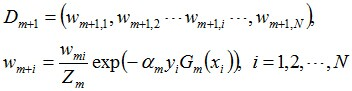 D_{m+1} = (w_{m+1,1}, w_{m+1,2} ⋯ w_{m+1,i} ⋯, w_{m+1,N}),
w_{m+i} = \frac{w_{mi}}{Z_m} exp(−α_m y_i G_m(x_i)), i = 1,2,⋯,N